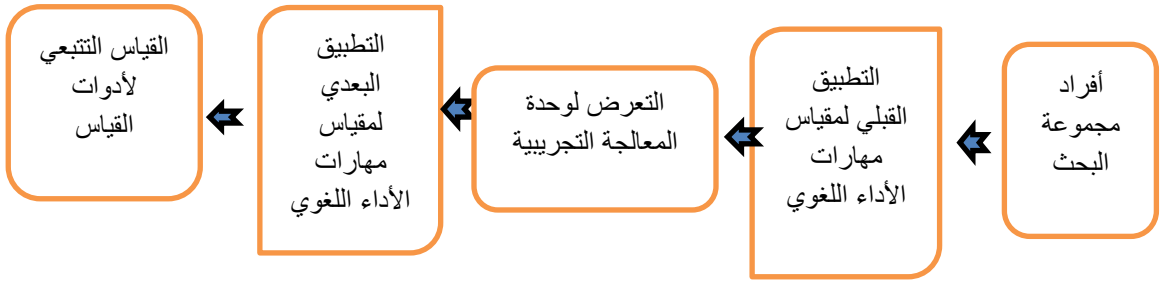 أفراد
مجموعة
البحث
التطبيق
القبلي لمقياس
مهارات
الأداء اللغوي
التعرض لوحدة
المعالجة التجريبية
التطبيق
البعدي
لمقياس
مهارات
الأداء اللغوي
القياس التتبعي
لأدوات
القياس